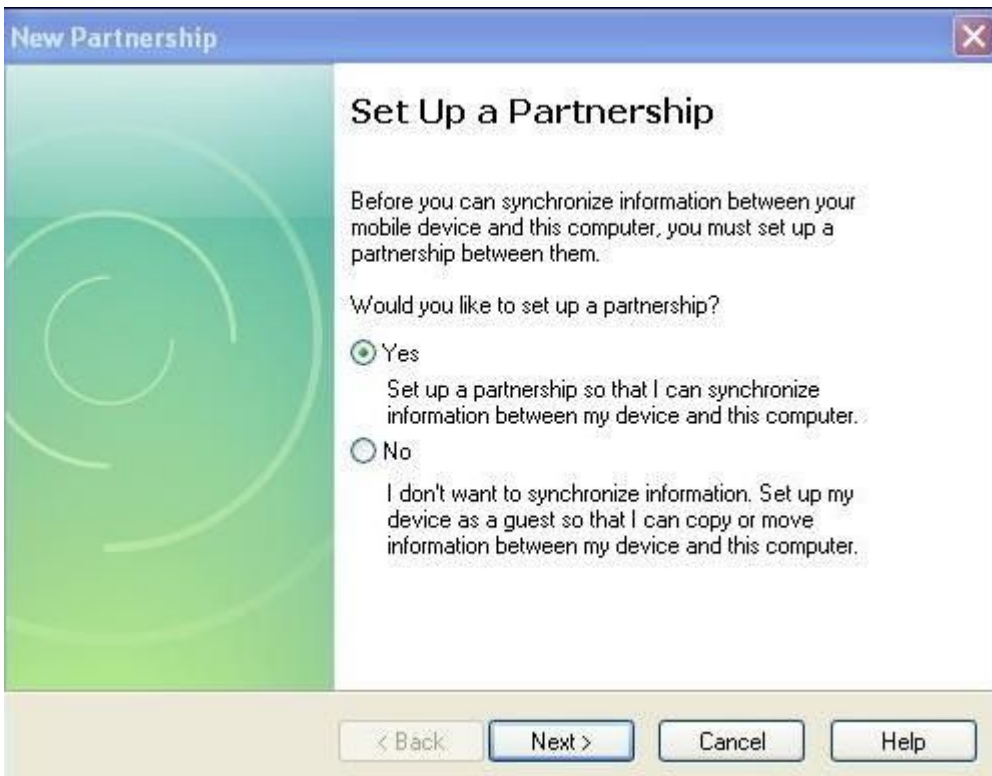 New Partnership
Set Up a Partnership
Before you can synchronize information between your
mobile device and this computer, you must set up a
partnership between them.
Would you like to set up a partnership?
Yes
Set up a partnership so that I can synchronize
information between my device and this computer.
No
I don't want to synchronize information. Set up my
device as a guest so that I can copy or move
information between my device and this computer.
< Back Next > Cancel Help